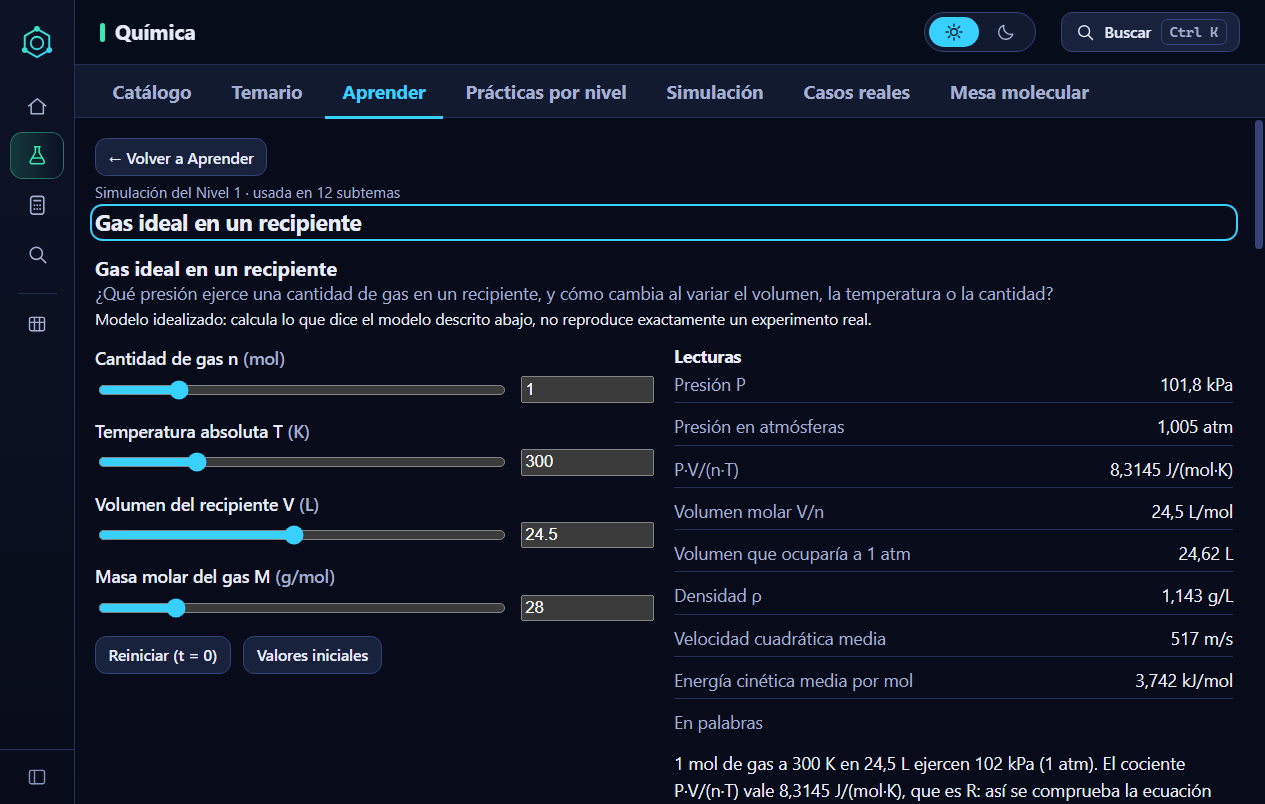 Química
Buscar Ctrl K
Catálogo Temario Aprender Prácticas por nivel Simulación Casos reales Mesa molecular
← Volver a Aprender
Simulación del Nivel 1 · usada en 12 subtemas
Gas ideal en un recipiente
Gas ideal en un recipiente
¿Qué presión ejerce una cantidad de gas en un recipiente, y cómo cambia al variar el volumen, la temperatura o la cantidad?
Modelo idealizado: calcula lo que dice el modelo descrito abajo, no reproduce exactamente un experimento real.
Cantidad de gas n (mol)
1
Temperatura absoluta T (K)
300
Volumen del recipiente V (L)
24.5
Masa molar del gas M (g/mol)
28
Reiniciar (t = 0) Valores iniciales
Lecturas
Presión P 101,8 kPa
Presión en atmósferas 1,005 atm
P·V/(n·T) 8,3145 J/(mol·K)
Volumen molar V/n 24,5 L/mol
Volumen que ocuparía a 1 atm 24,62 L
Densidad ρ 1,143 g/L
Velocidad cuadrática media 517 m/s
Energía cinética media por mol 3,742 kJ/mol
En palabras
1 mol de gas a 300 K en 24,5 L ejercen 102 kPa (1 atm). El cociente
P·V/(n·T) vale 8,3145 J/(mol·K), que es R: así se comprueba la ecuación